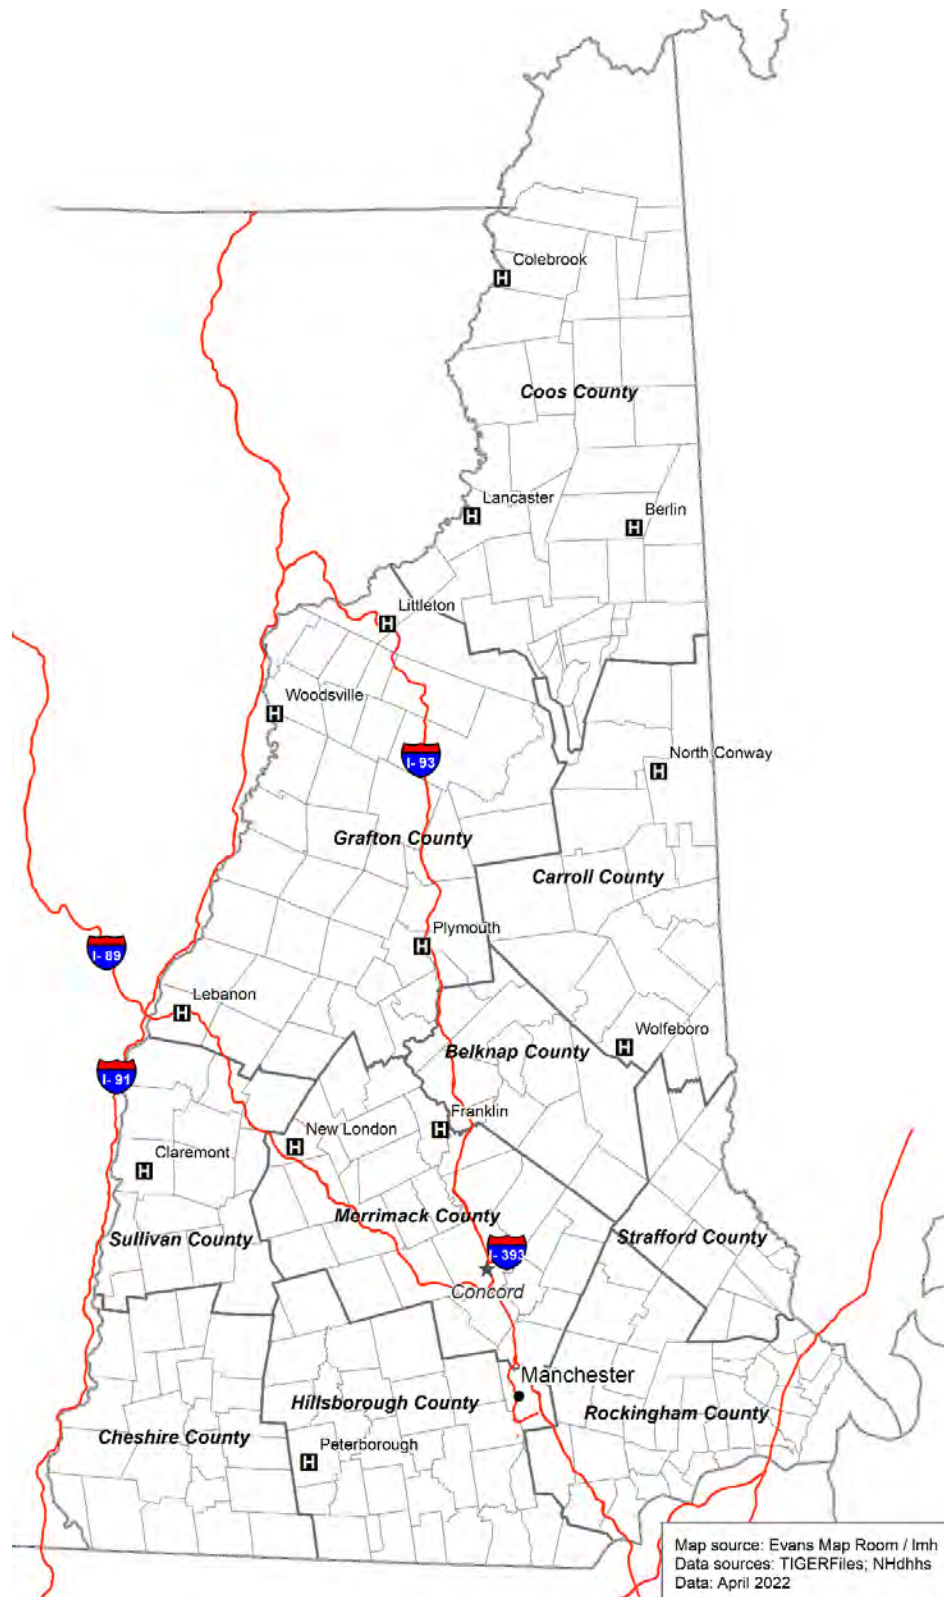 Colebrook
H
Coos County
Lancaster
H
Berlin
H
Littleton
H
Woodsville
H
North Conway
H
I- 93
Grafton County
Carroll County
Plymouth
H
I- 89
Lebanon
H
Wolfeboro
H
Belknap County
I- 91
Franklin
H
New London
H
Claremont
H
Merrimack County
Sullivan County
Strafford County
I- 393
Concord
Manchester
Hillsborough County
Rockingham County
Cheshire County
Peterborough
H
Map source: Evans Map Room / lmh
Data sources: TIGERFiles; NHdhhs
Data: April 2022